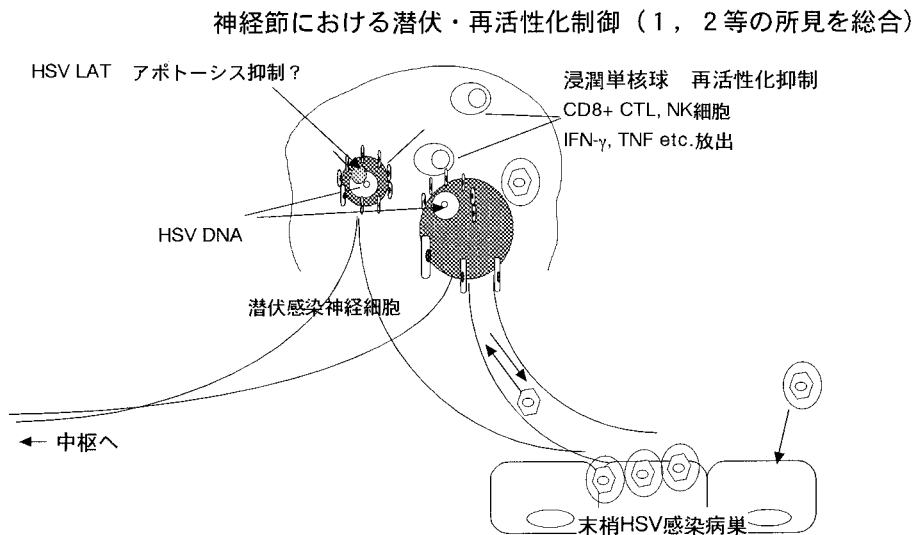 神経節における潜伏・再活性化制御(1,2等の所見を総合)
HSV LAT アポトーシス抑制?
浸潤単核球 再活性化抑制
CD8+ CTL, NK細胞
IFN-γ, TNF etc.放出
HSV DNA
潜伏感染神経細胞
← 中枢へ
末梢HSV感染病巣